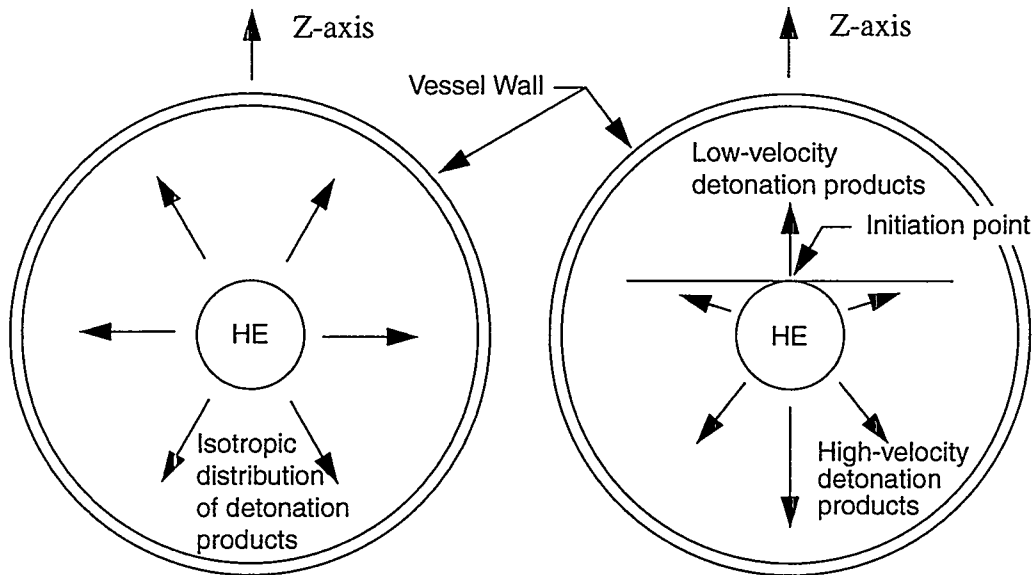 Z-axis
Z-axis
Vessel Wall
Low-velocity
detonation products
Initiation point
HE
HE
Isotropic
distribution
of detonation
products
High-velocity
detonation
products